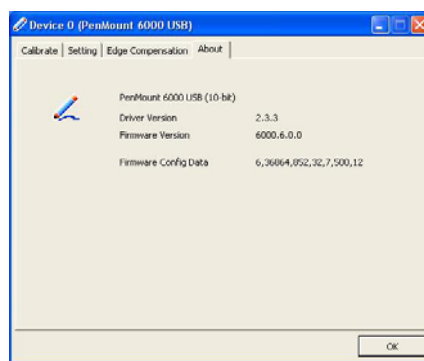 Device 0 (PenMount 6000 USB)
Calibrate Setting Edge Compensation About
PenMount 6000 USB (10-bit)
Driver Version 2.3.3
Firmware Version 6000.6.0.0
Firmware Config Data 6,36864,852,32,7,500,12
OK